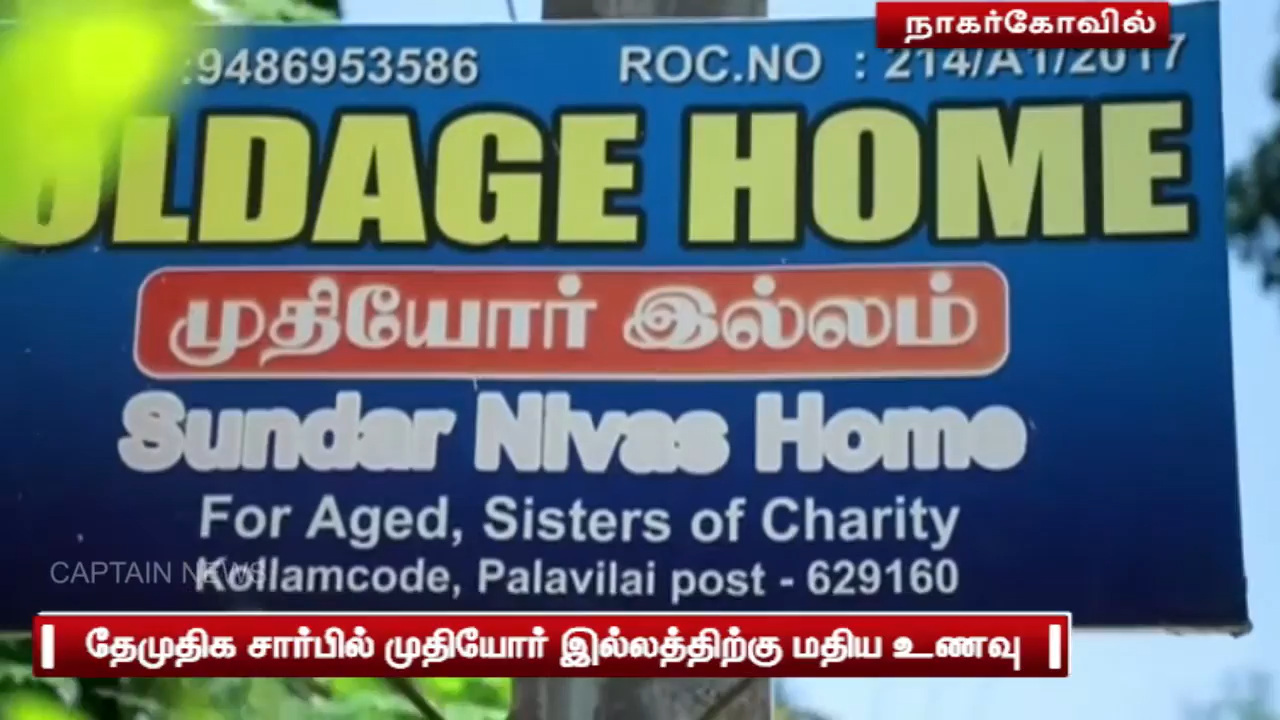 நாகர்கோவில்
:9486953586 ROC.NO : 214/A1/2017
OLDAGE HOME
முதியோர் இல்லம்
Sundar Nivas Home
For Aged, Sisters of Charity
Kollamcode, Palavilai post - 629160
CAPTAIN NEWS
தேமுதிக சார்பில் முதியோர் இல்லத்திற்கு மதிய உணவு